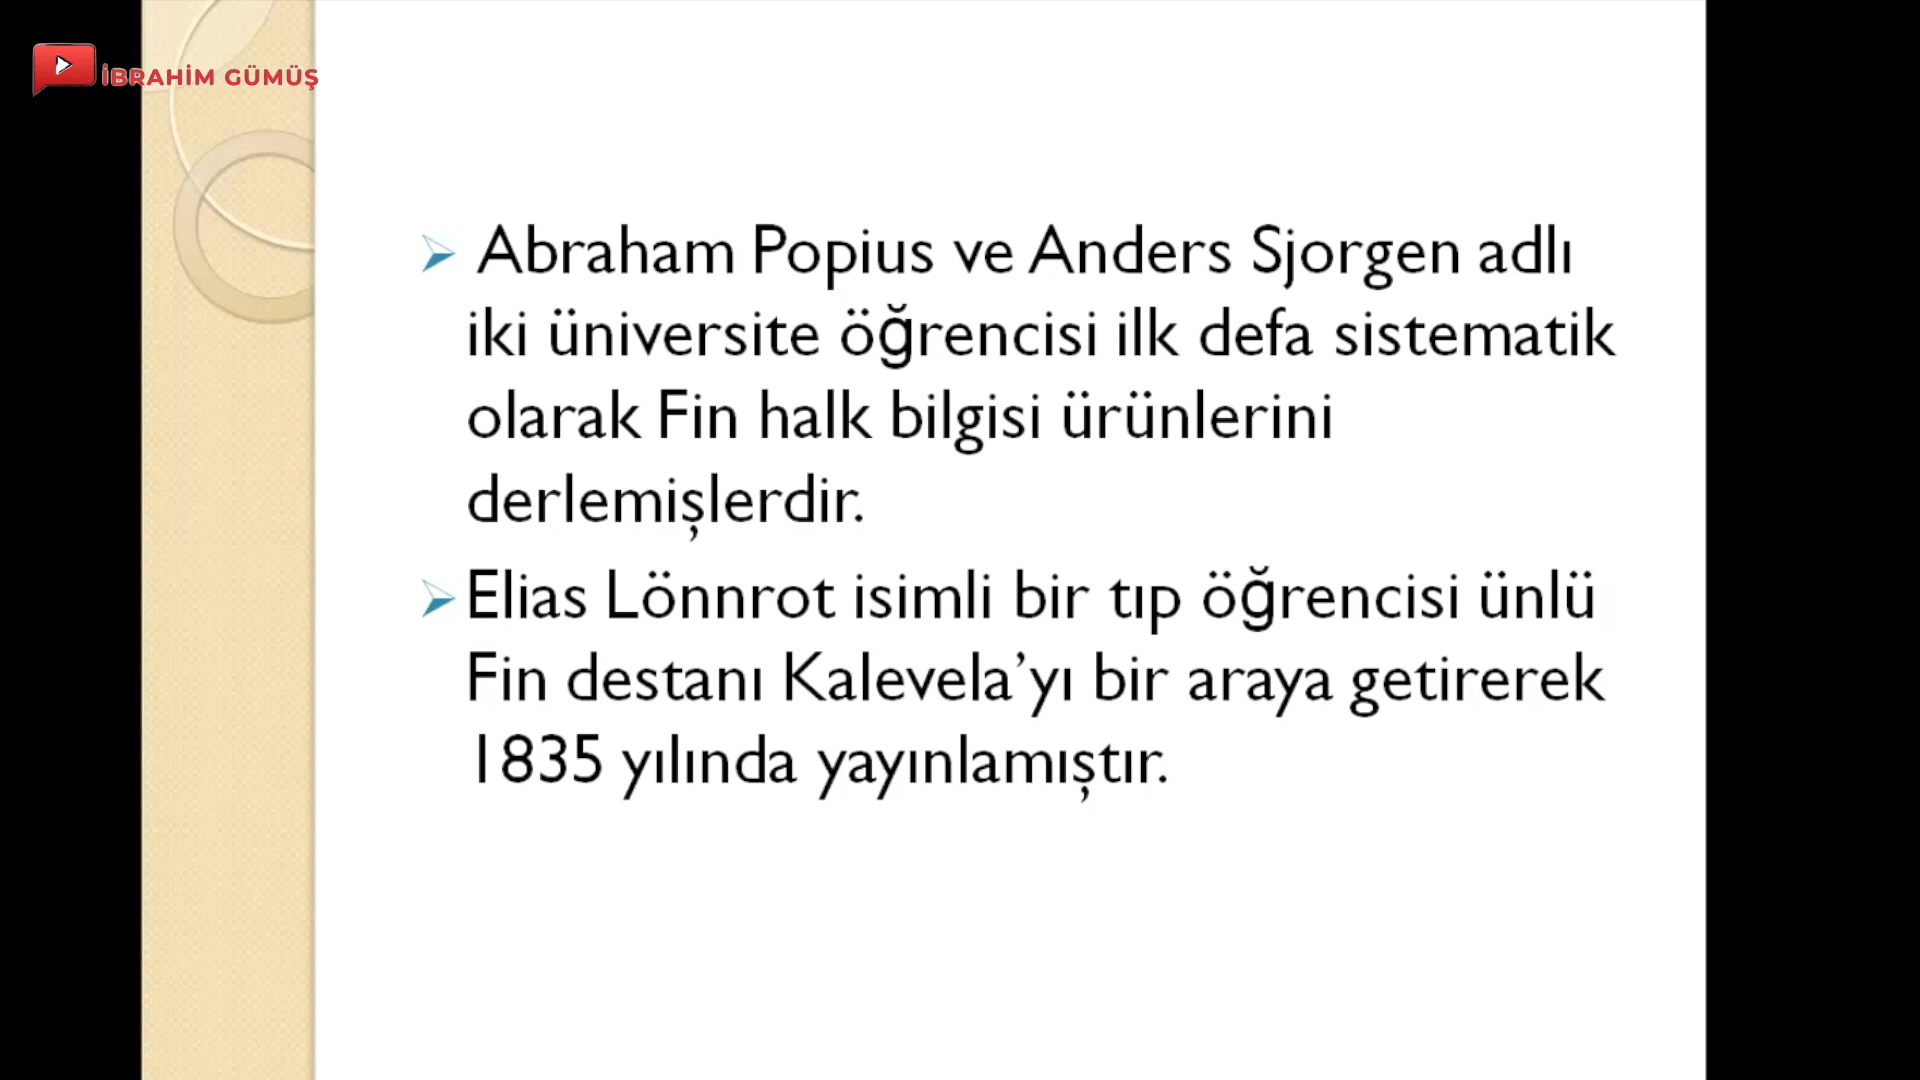 İBRAHİM GÜMÜŞ
Abraham Popius ve Anders Sjorgen adlı
iki üniversite öğrencisi ilk defa sistematik
olarak Fin halk bilgisi ürünlerini
derlemişlerdir.
Elias Lönnrot isimli bir tıp öğrencisi ünlü
Fin destanı Kalevela’yı bir araya getirerek
1835 yılında yayınlamıştır.